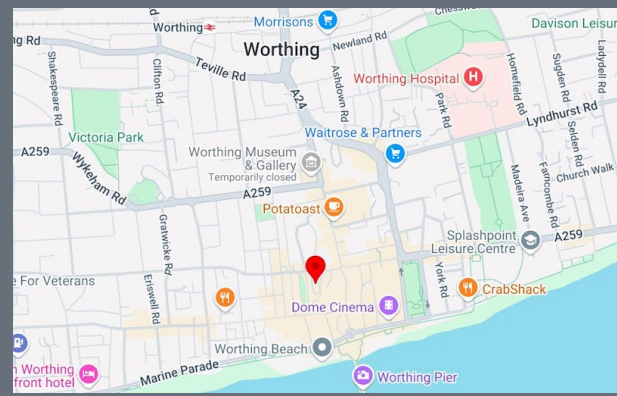 Morrisons
Chessw
Davison Leisur
Worthing
ng Rd
Worthing
Newland Rd
Teville Rd
Shakespeare Rd
Clifton Rd
A24
Ashdown Rd
Worthing Hospital
H
Park Rd
Homefield Rd
Sugden Rd
Ladydell Rd
Lyndhurst Rd
Victoria Park
Waitrose & Partners
A259
Wykeham Rd
Worthing Museum
& Gallery
Temporarily closed
A259
Selden Rd
Church Walk
Farncombe Rd
Madeira Ave
Potatoast
Gratwicke Rd
Splashpoint
Leisure Centre
A259
e For Veterans
Eriswell Rd
York Rd
CrabShack
Dome Cinema
Worthing Beach
Marine Parade
n Worthing
front hotel
Worthing Pier